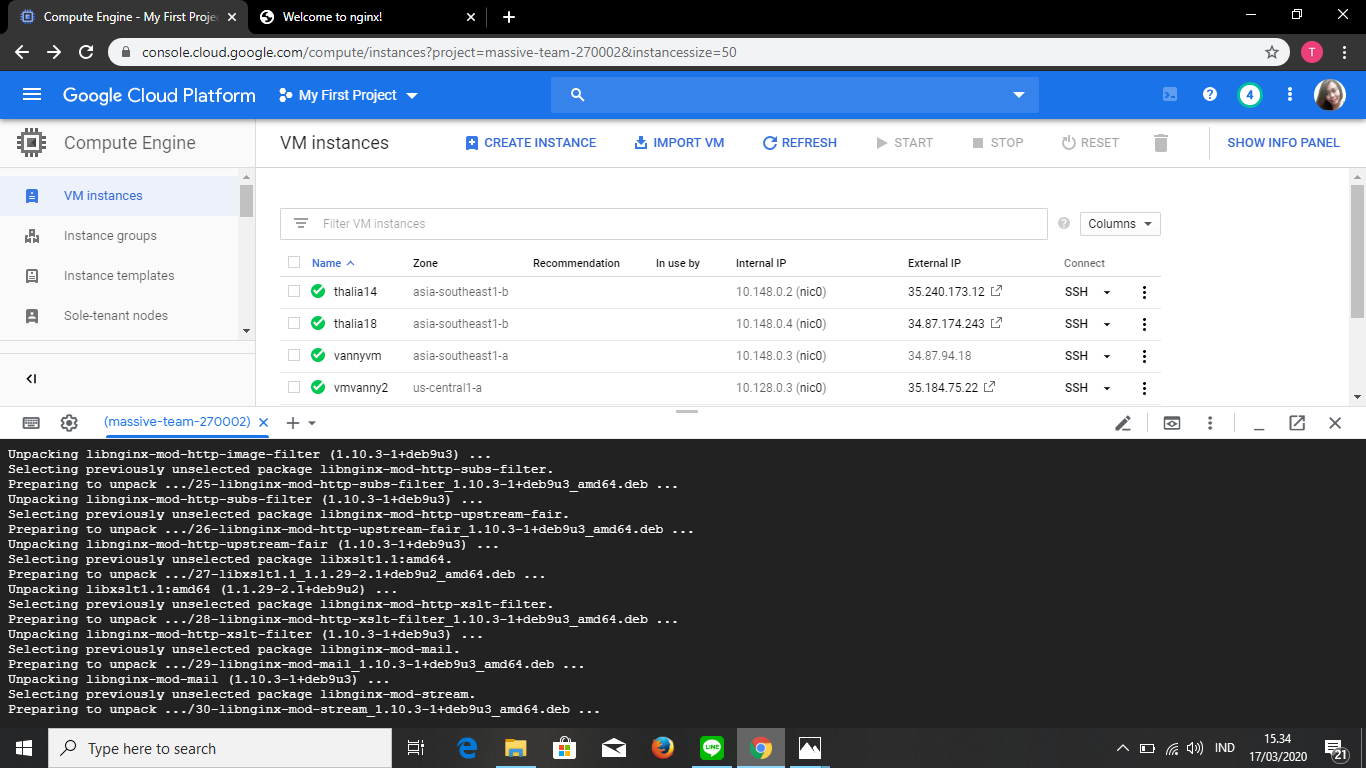 Compute Engine - My First Proje
Welcome to nginx!
console.cloud.google.com/compute/instances?project=massive-team-270002&instancessize=50
T
Google Cloud Platform
My First Project
4
Compute Engine
VM instances
CREATE INSTANCE
IMPORT VM
REFRESH
START
STOP
RESET
SHOW INFO PANEL
VM instances
Instance groups
Instance templates
Sole-tenant nodes
Filter VM instances
Columns
Name Zone Recommendation In use by Internal IP External IP Connect
thalia14 asia-southeast1-b 10.148.0.2 (nic0) 35.240.173.12 SSH
thalia18 asia-southeast1-b 10.148.0.4 (nic0) 34.87.174.243 SSH
vannyvm asia-southeast1-a 10.148.0.3 (nic0) 34.87.94.18 SSH
vmvanny2 us-central1-a 10.128.0.3 (nic0) 35.184.75.22 SSH
(massive-team-270002)
Unpacking libnginx-mod-http-image-filter (1.10.3-1+deb9u3) ...
Selecting previously unselected package libnginx-mod-http-subs-filter.
Preparing to unpack .../25-libnginx-mod-http-subs-filter_1.10.3-1+deb9u3_amd64.deb ...
Unpacking libnginx-mod-http-subs-filter (1.10.3-1+deb9u3) ...
Selecting previously unselected package libnginx-mod-http-upstream-fair.
Preparing to unpack .../26-libnginx-mod-http-upstream-fair_1.10.3-1+deb9u3_amd64.deb ...
Unpacking libnginx-mod-http-upstream-fair (1.10.3-1+deb9u3) ...
Selecting previously unselected package libxslt1.1:amd64.
Preparing to unpack .../27-libxslt1.1_1.1.29-2.1+deb9u2_amd64.deb ...
Unpacking libxslt1.1:amd64 (1.1.29-2.1+deb9u2) ...
Selecting previously unselected package libnginx-mod-http-xslt-filter.
Preparing to unpack .../28-libnginx-mod-http-xslt-filter_1.10.3-1+deb9u3_amd64.deb ...
Unpacking libnginx-mod-http-xslt-filter (1.10.3-1+deb9u3) ...
Selecting previously unselected package libnginx-mod-mail.
Preparing to unpack .../29-libnginx-mod-mail_1.10.3-1+deb9u3_amd64.deb ...
Unpacking libnginx-mod-mail (1.10.3-1+deb9u3) ...
Selecting previously unselected package libnginx-mod-stream.
Preparing to unpack .../30-libnginx-mod-stream_1.10.3-1+deb9u3_amd64.deb ...
Type here to search
LINE
IND
15.34
17/03/2020
21